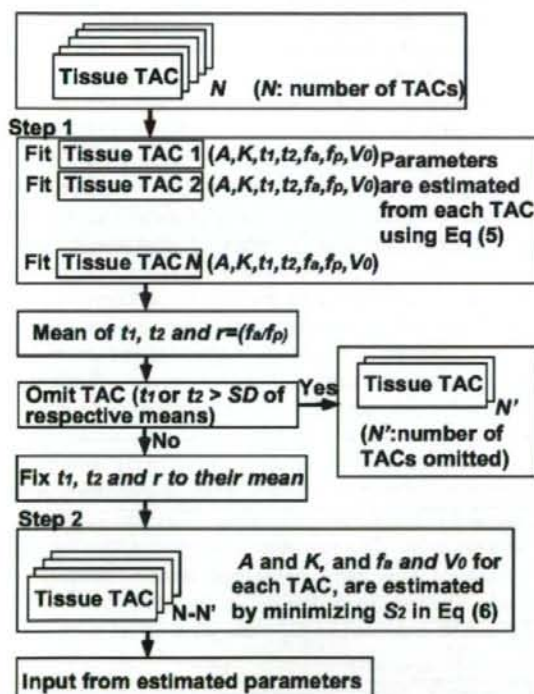 Tissue TAC N (N: number of TACs)
Step 1
Fit Tissue TAC 1 (A,K,t1,t2,fa,fp,V0) Parameters
Fit Tissue TAC 2 (A,K,t1,t2,fa,fp,V0) are estimated
from each TAC
using Eq (5)
Fit Tissue TAC N (A,K,t1,t2,fa,fp,V0)
Mean of t1, t2 and r=(fa/fp)
Omit TAC (t1 or t2 > SD of
respective means)
Yes
Tissue TAC N'
(N':number of
TACs omitted)
No
Fix t1, t2 and r to their mean
Step 2
Tissue TAC N-N'
A and K, and fa and V0 for
each TAC, are estimated
by minimizing S2 in Eq (6)
Input from estimated parameters